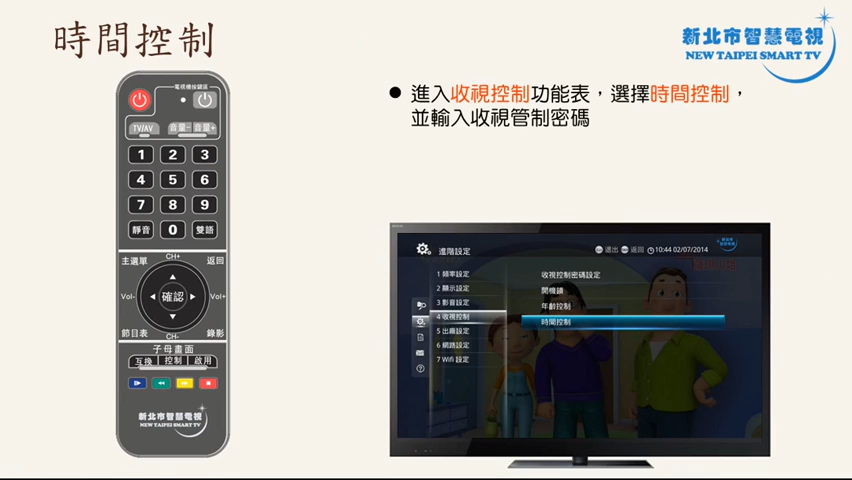 時間控制
新北市智慧電視
NEW TAIPEI SMART TV
進入收視控制功能表，選擇時間控制，
並輸入收視管制密碼
電視機按鍵區
TV/AV 音量- 音量+
1 2 3
4 5 6
7 8 9
靜音 0 雙語
主選單 CH+ 返回
Vol- 確認 Vol+
節目表 CH- 錄影
子母畫面
互換 控制 啟用
新北市智慧電視
NEW TAIPEI SMART TV
進階設定
退出 返回 10:44 02/07/2014
1 頻率設定
2 顯示設定
3 影音設定
4 收視控制
5 出廠設定
6 網路設定
7 Wifi 設定
收視控制密碼設定
開機鎖
年齡控制
時間控制